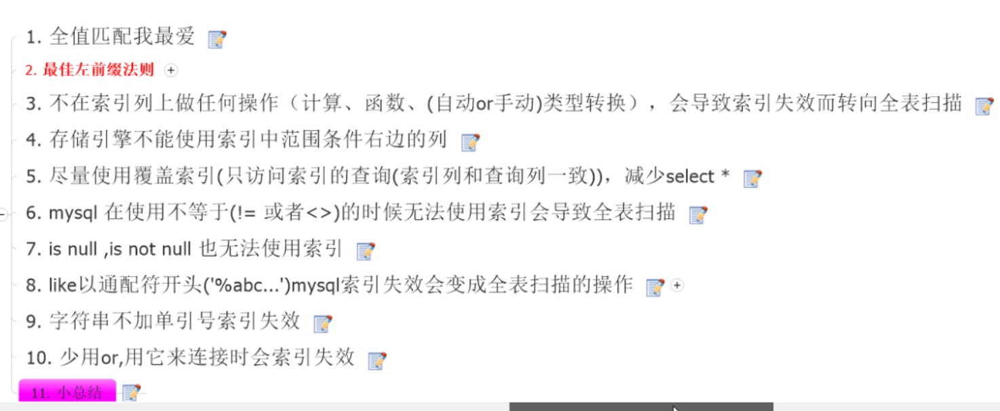 1. 全值匹配我最爱
2. 最佳左前缀法则
3. 不在索引列上做任何操作（计算、函数、(自动or手动)类型转换），会导致索引失效而转向全表扫描
4. 存储引擎不能使用索引中范围条件右边的列
5. 尽量使用覆盖索引(只访问索引的查询(索引列和查询列一致))，减少select *
6. mysql 在使用不等于(!= 或者<>)的时候无法使用索引会导致全表扫描
7. is null ,is not null 也无法使用索引
8. like以通配符开头('%abc...')mysql索引失效会变成全表扫描的操作
9. 字符串不加单引号索引失效
10. 少用or,用它来连接时会索引失效
11. 小总结